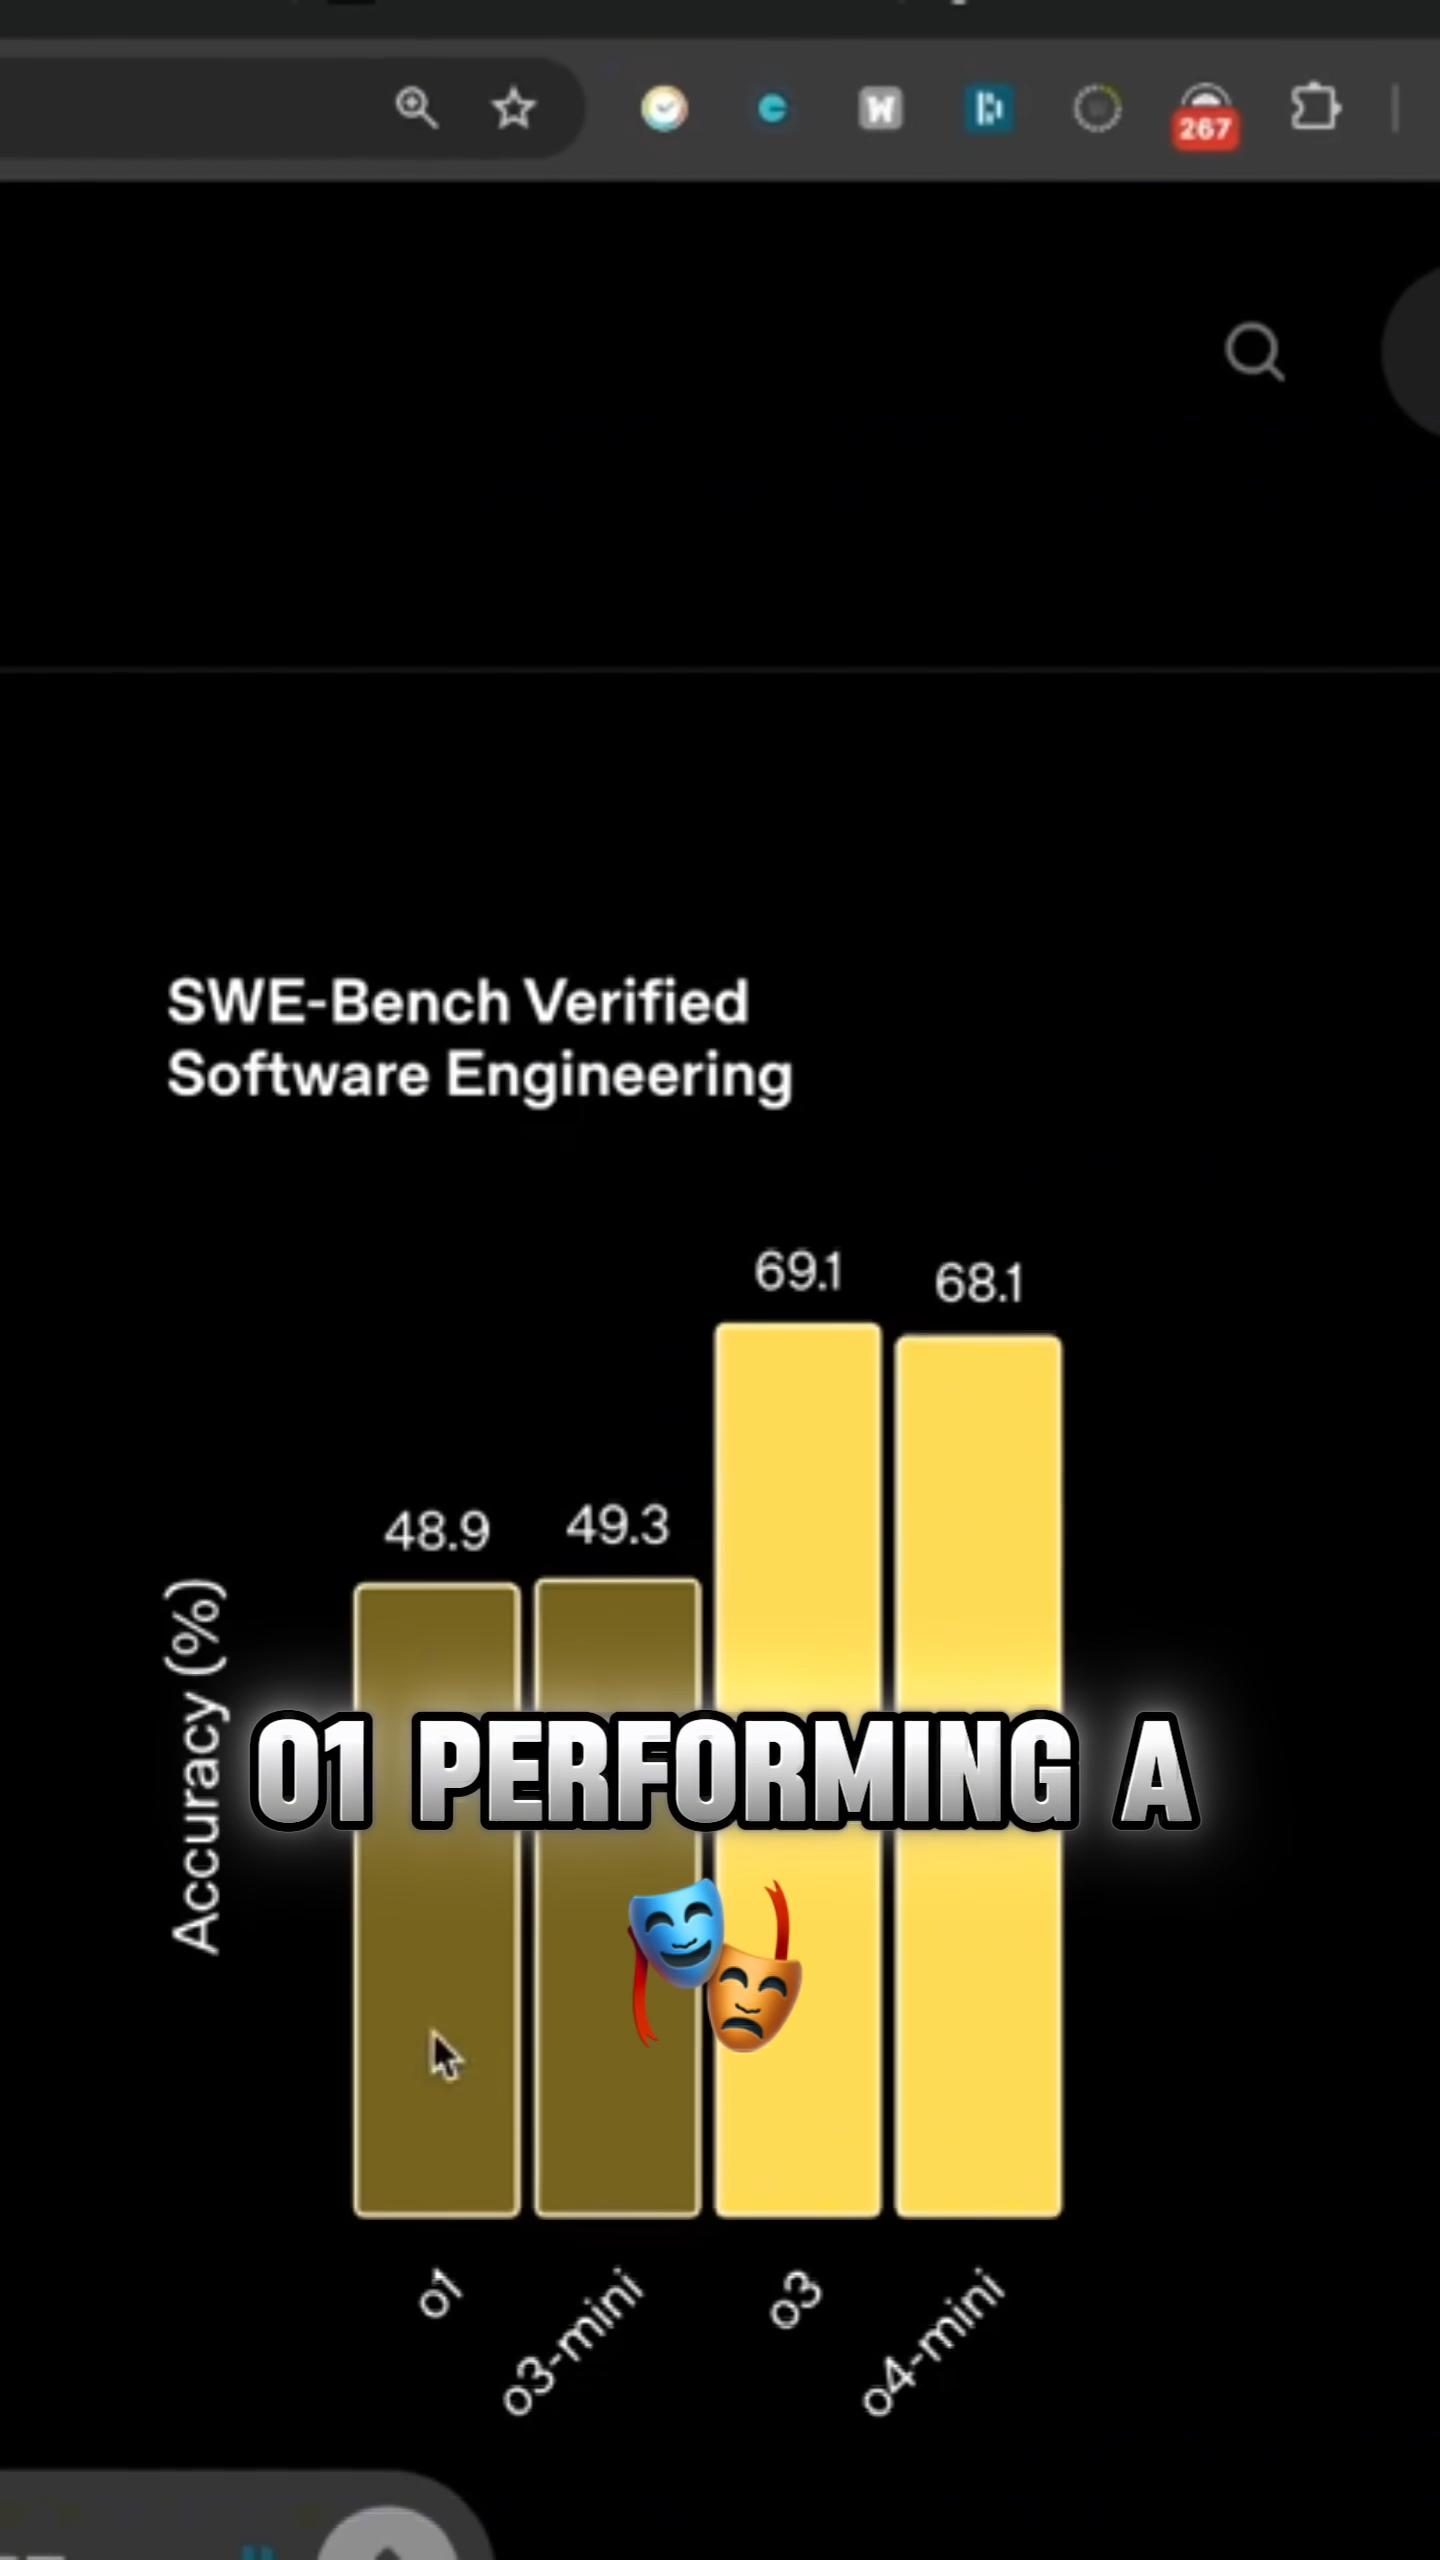 W
267
SWE-Bench Verified
Software Engineering
69.1
68.1
48.9
49.3
Accuracy (%)
01 PERFORMING A
o1
o3-mini
o3
o4-mini